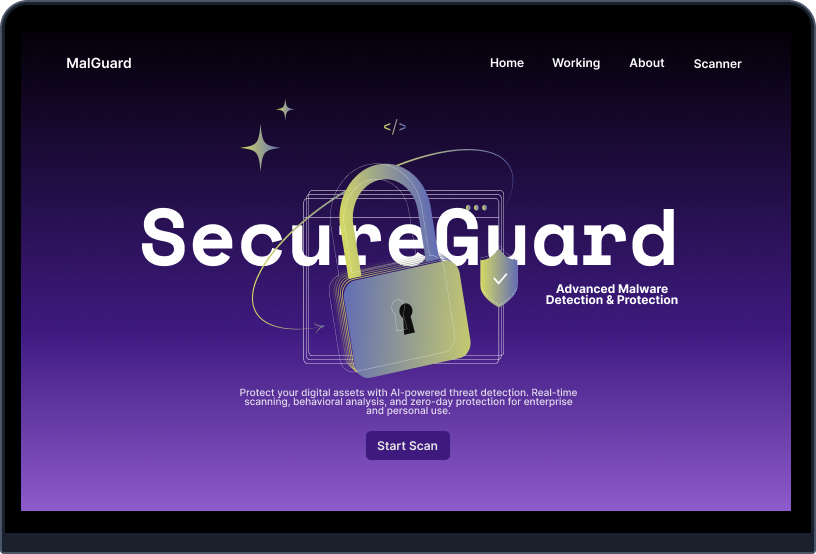 MalGuard
Home Working About Scanner
</>
SecureGuard
Advanced Malware
Detection & Protection
Protect your digital assets with AI-powered threat detection. Real-time
scanning, behavioral analysis, and zero-day protection for enterprise
and personal use.
Start Scan